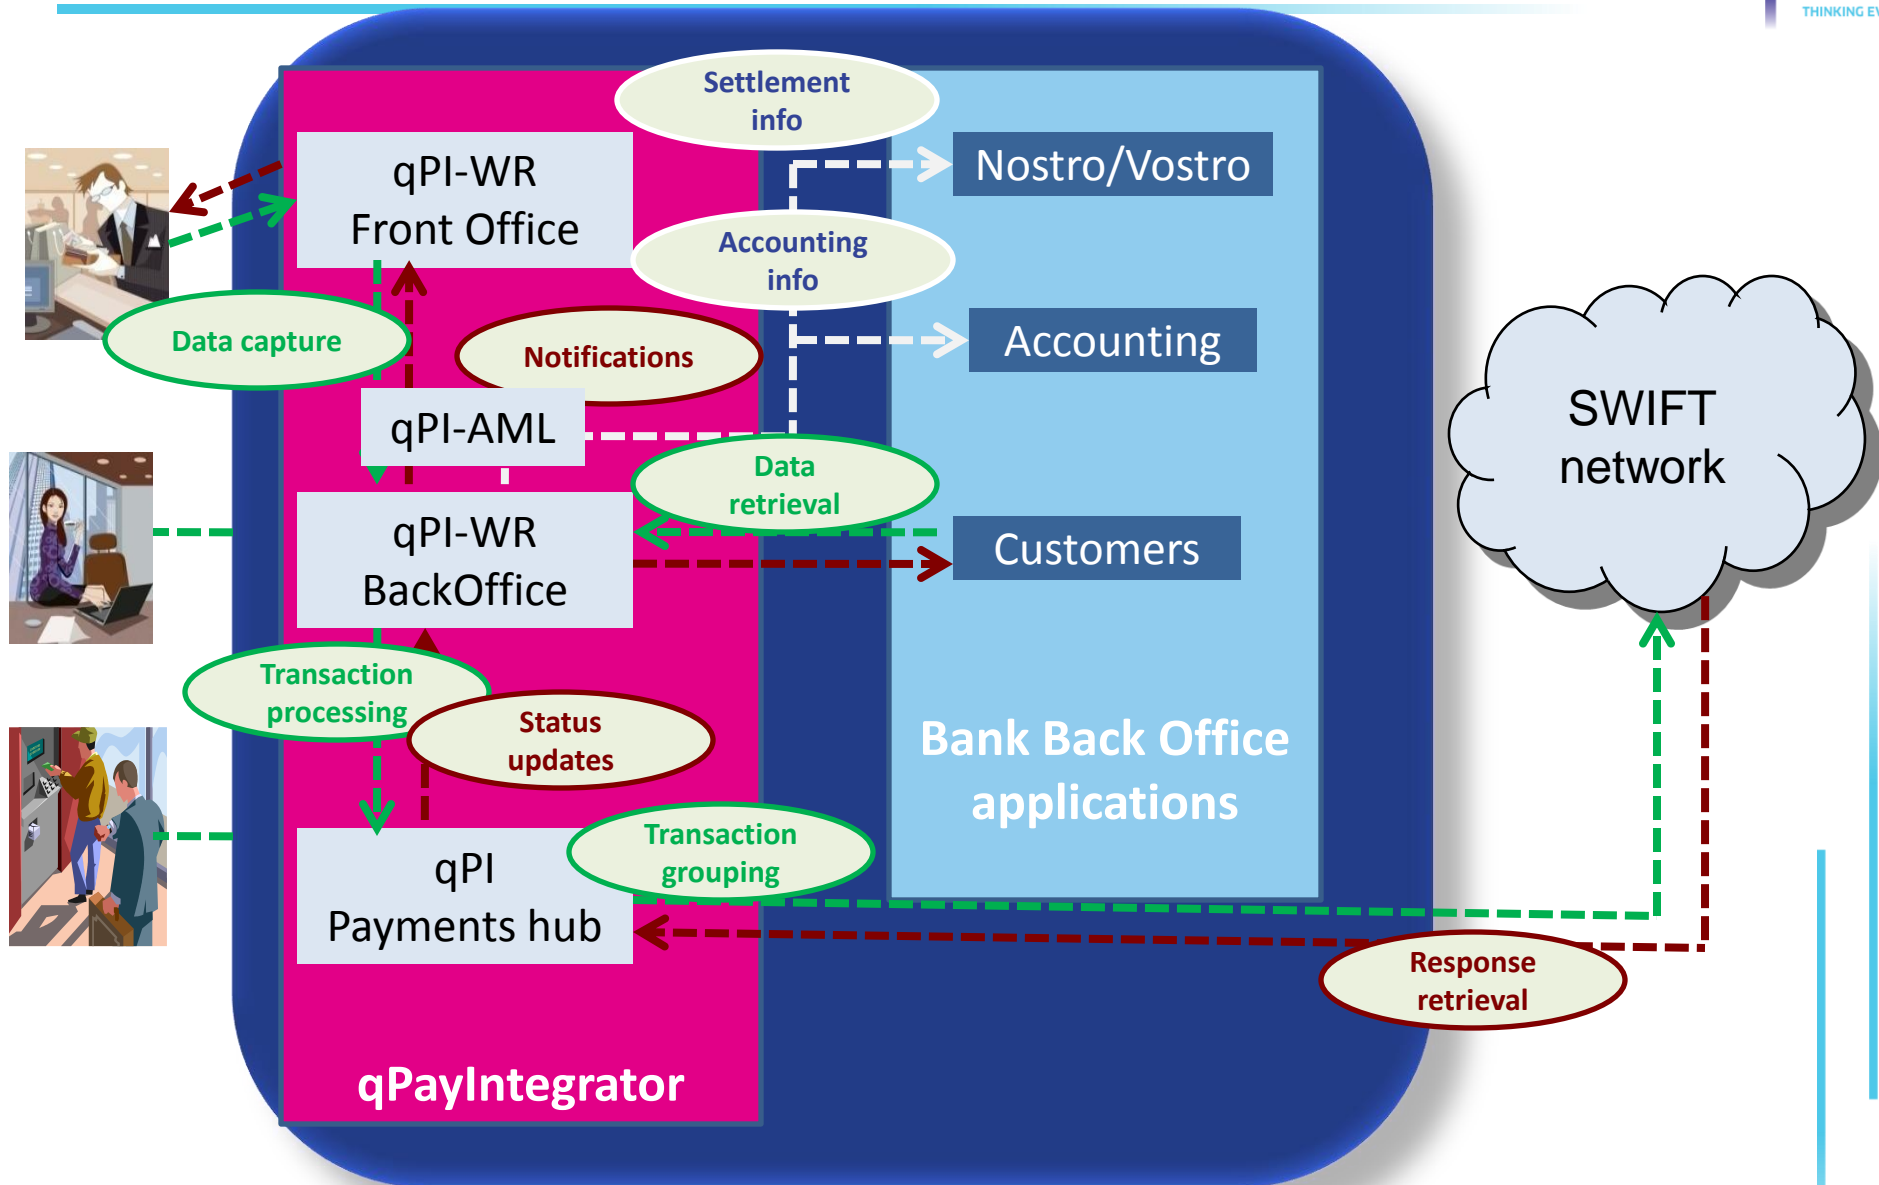 THINKING EV
Settlement
info
qPI-WR
Front Office
Nostro/Vostro
Accounting
info
Data capture
Notifications
Accounting
qPI-AML
SWIFT
network
Data
retrieval
qPI-WR
BackOffice
Customers
Transaction
processing
Status
updates
Bank Back Office
applications
Transaction
grouping
qPI
Payments hub
Response
retrieval
qPayIntegrator